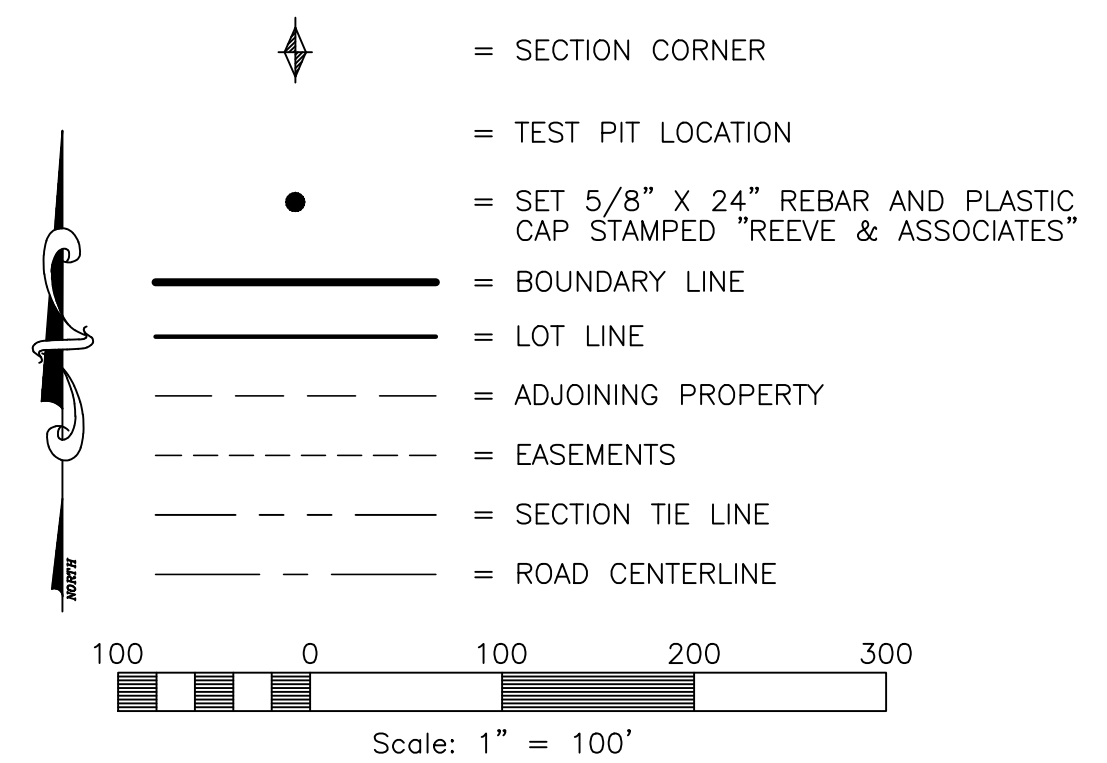 = SECTION CORNER
= TEST PIT LOCATION
= SET 5/8" X 24" REBAR AND PLASTIC
CAP STAMPED "REEVE & ASSOCIATES"
= BOUNDARY LINE
= LOT LINE
= ADJOINING PROPERTY
= EASEMENTS
= SECTION TIE LINE
= ROAD CENTERLINE
NORTH
100 0 100 200 300
Scale: 1" = 100'